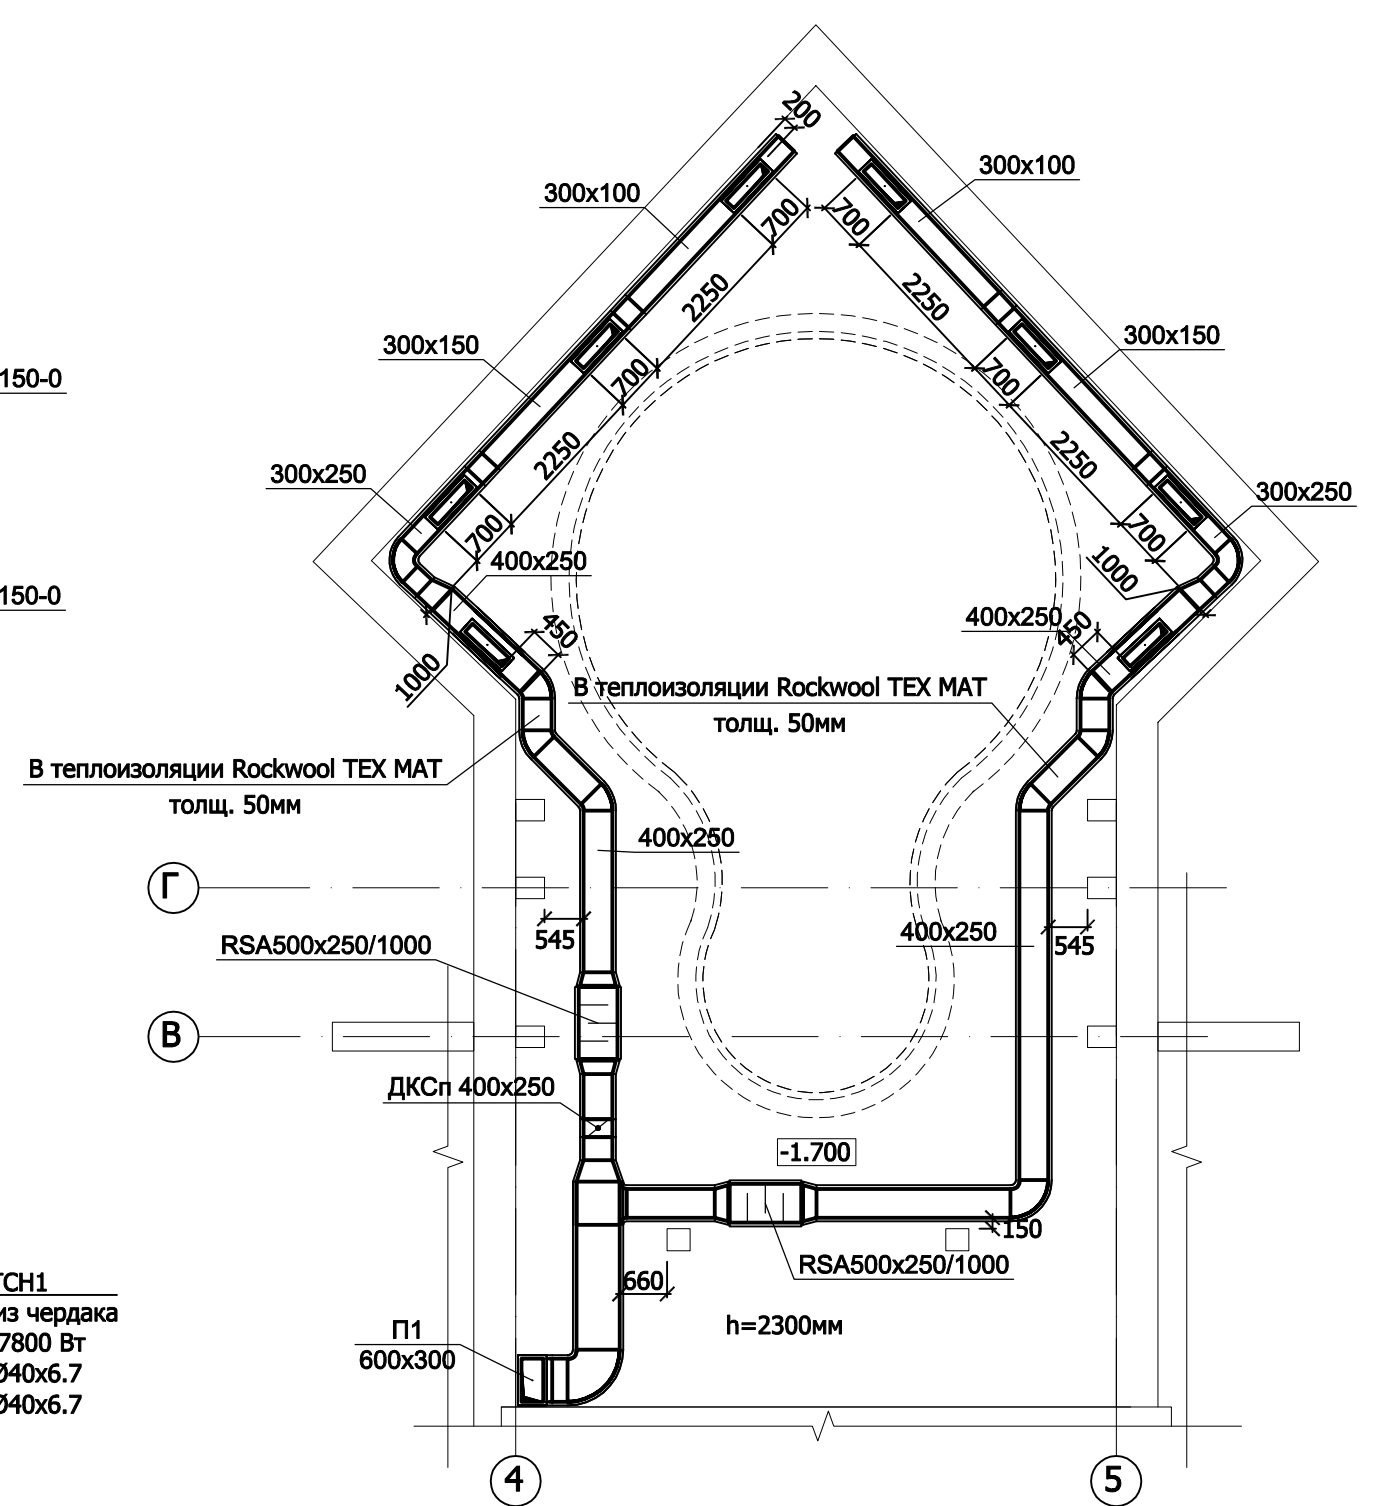 200
300x100
300x100
700
700
2250
2250
300x150
300x150
150-0
700
700
2250
2250
300x250
300x250
700
700
400x250
1000
150-0
400x250
450
450
1000
В теплоизоляции Rockwool TEX MAT
толщ. 50мм
В теплоизоляции Rockwool TEX MAT
толщ. 50мм
400x250
Г
400x250
545
545
RSA500x250/1000
В
ДКСп 400x250
-1.700
150
RSA500x250/1000
660
ТСН1
из чердака
7800 Вт
Ø40x6.7
Ø40x6.7
h=2300мм
П1
600x300
4
5